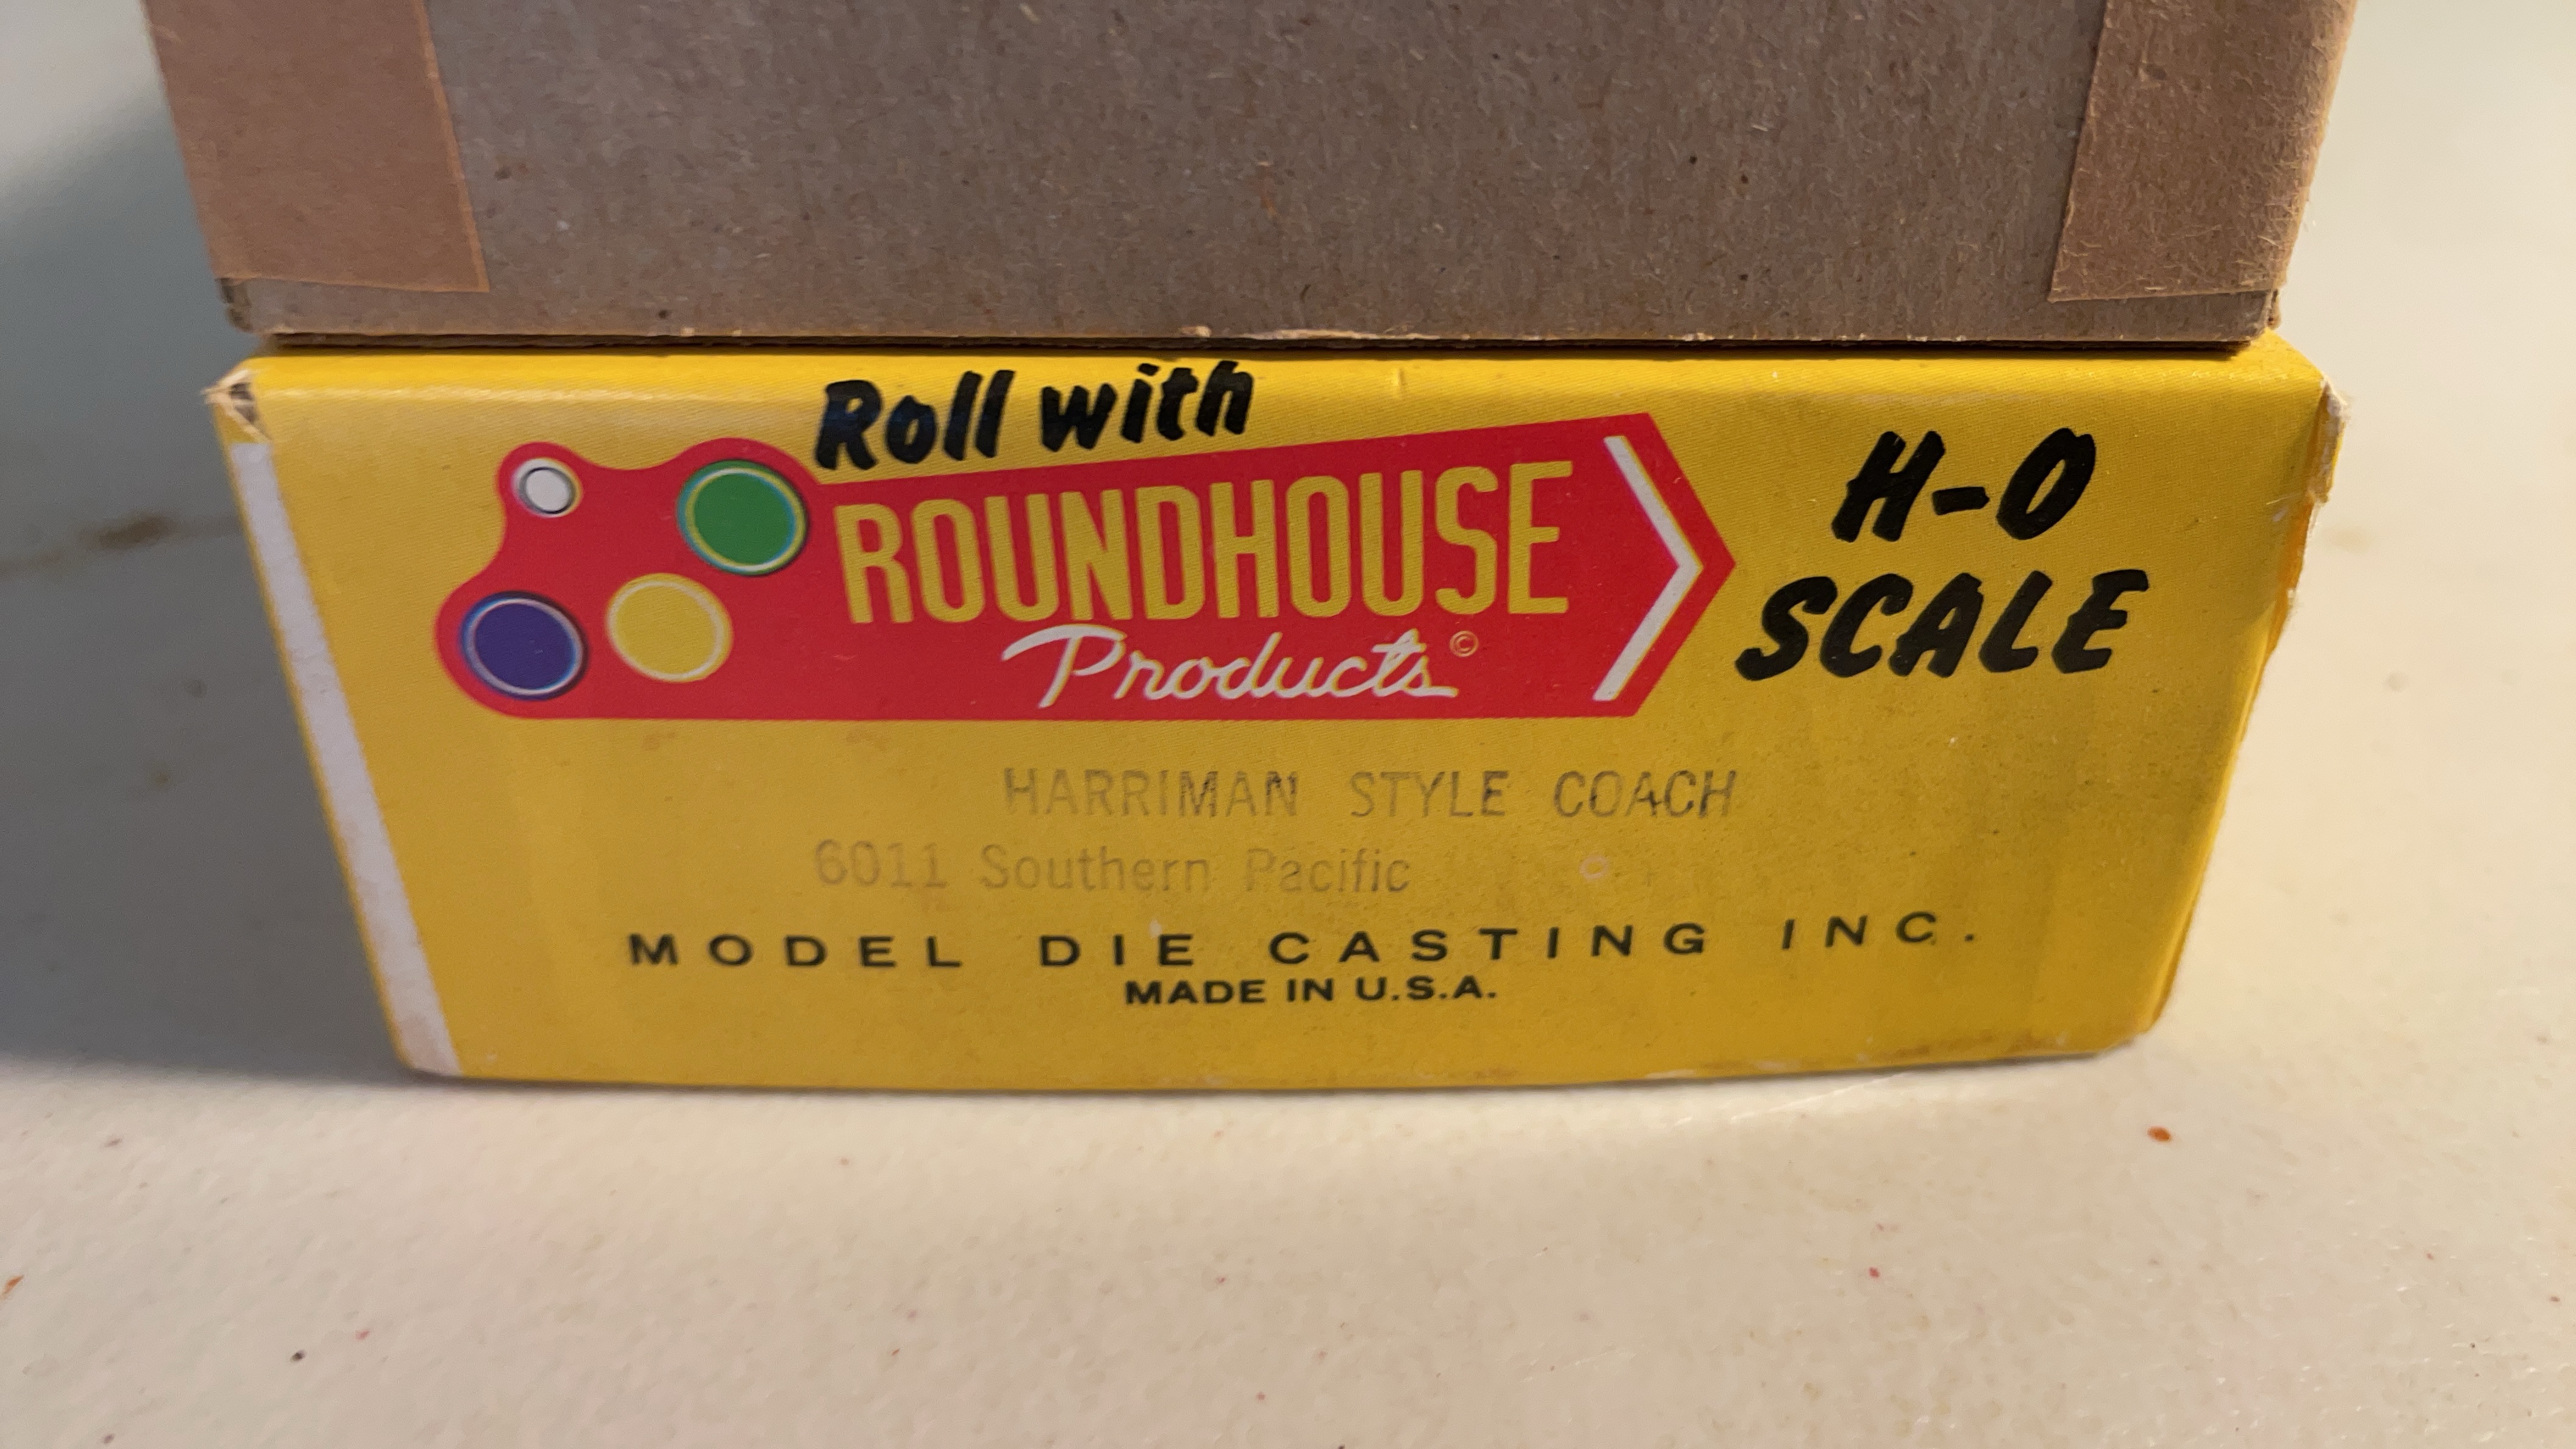 Roll with
ROUNDHOUSE
Products ©
H-O
SCALE
HARRIMAN STYLE COACH
6011 Southern Pacific
MODEL DIE CASTING INC.
MADE IN U.S.A.